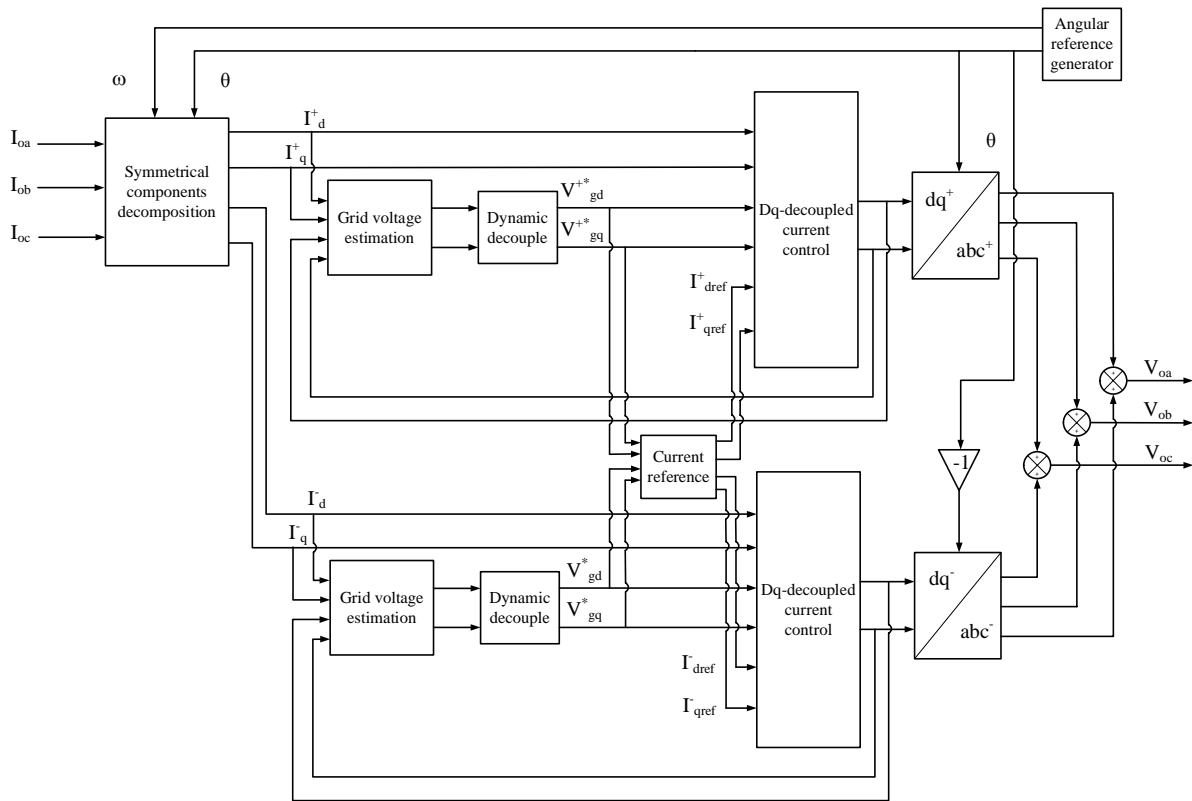 Angular
reference
generator
ω
θ
I_oa
I_ob
I_oc
Symmetrical
components
decomposition
I^+_d
I^+_q
Grid voltage
estimation
Dynamic
decouple
V^+*_gd
V^+*_gq
Dq-decoupled
current
control
I^+_dref
I^+_qref
θ
dq^+
abc^+
+
+
+
+
+
+
V_oa
V_ob
V_oc
Current
reference
-1
I^-_d
I^-_q
Grid voltage
estimation
Dynamic
decouple
V^*_gd
V^*_gq
Dq-decoupled
current
control
I^-_dref
I^-_qref
dq^-
abc^-